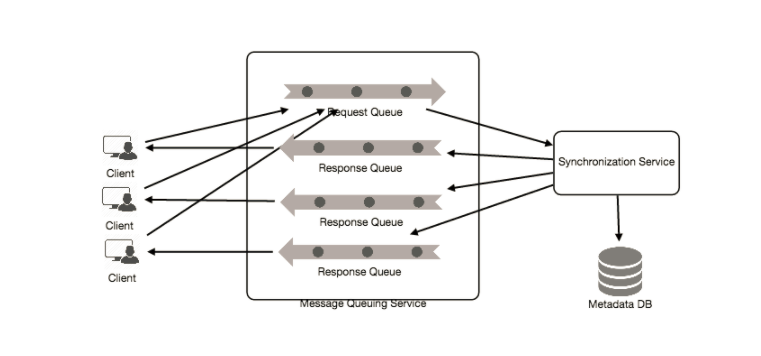 Request Queue
Response Queue
Synchronization Service
Client
Response Queue
Client
Response Queue
Client
Message Queuing Service
Metadata DB